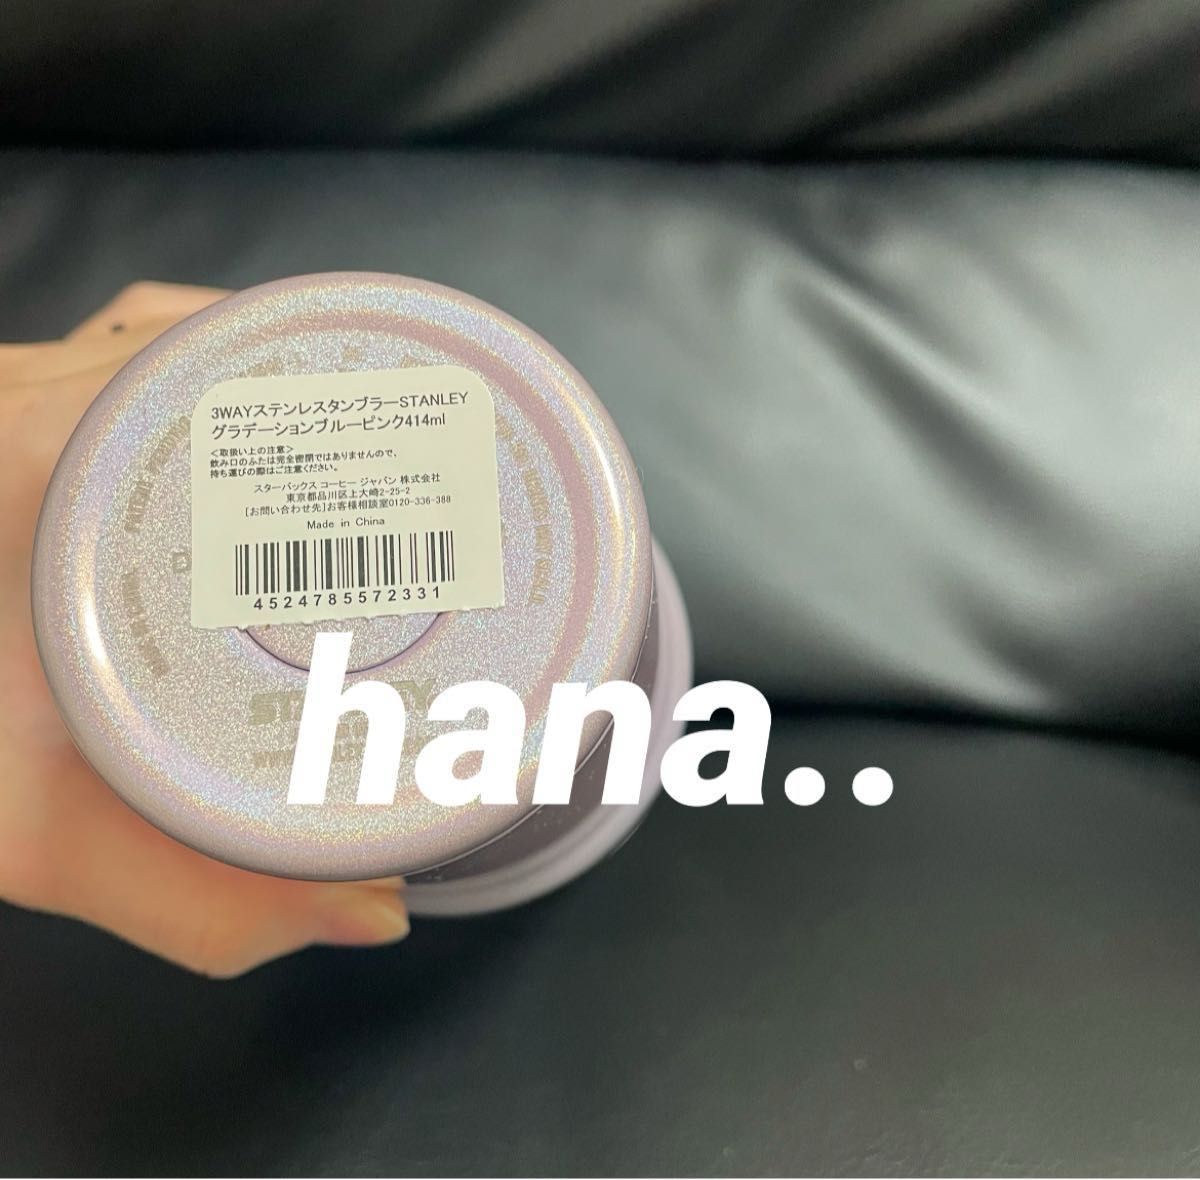 3WAYステンレスタンブラーSTANLEY
グラデーションブルーピンク414ml
<取扱い上の注意>
飲み口のふたは完全密閉ではありませんので、
持ち運びの際はご注意ください。
スターバックス コーヒー ジャパン 株式会社
東京都品川区上大崎2-25-2
[お問い合わせ先]お客様相談室0120-336-388
Made in China
4524785572331
STANLEY
hana..